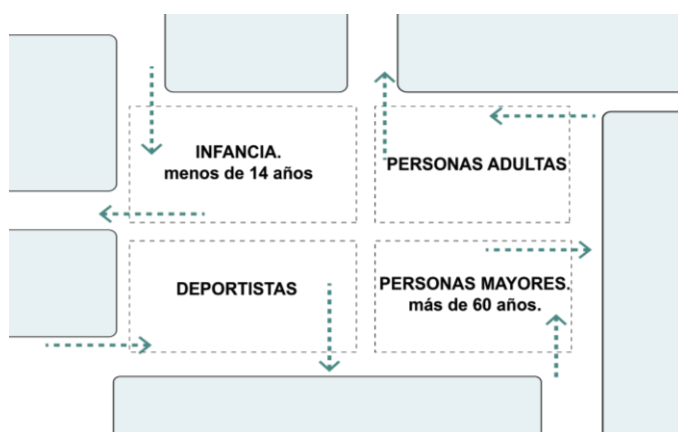 INFANCIA.
menos de 14 años
PERSONAS ADULTAS
DEPORTISTAS
PERSONAS MAYORES.
más de 60 años.